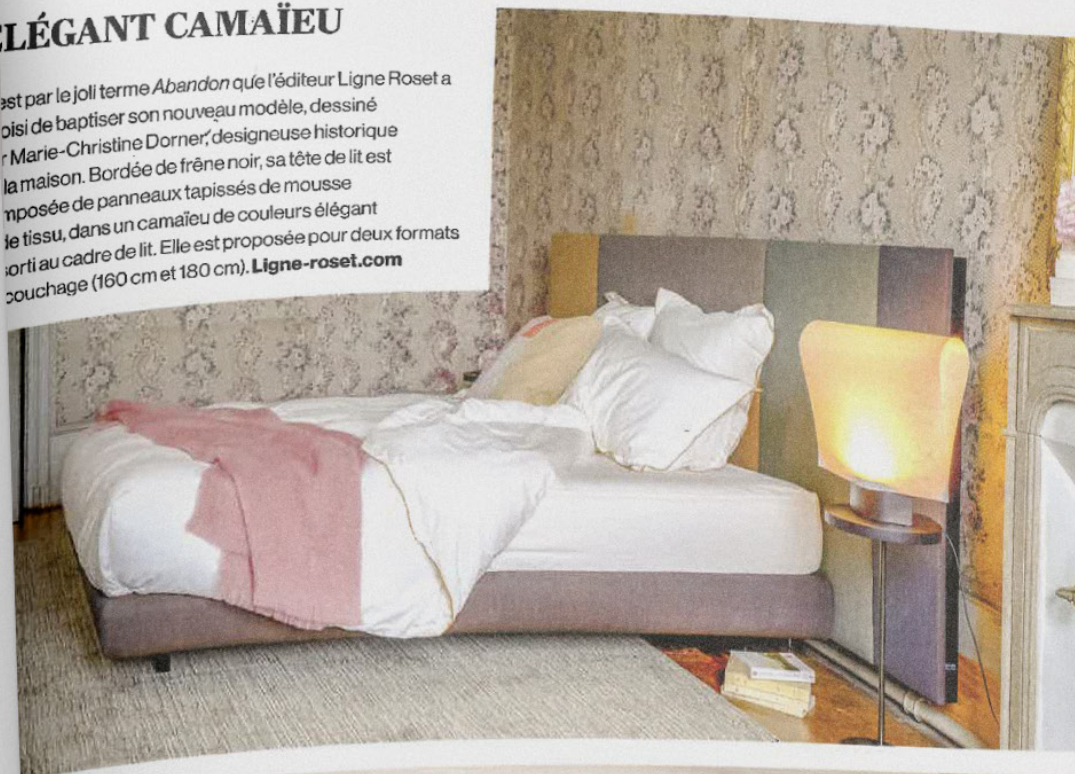 ÉLÉGANT CAMAÏEU
est par le joli terme Abandon que l'éditeur Ligne Roset a
oisi de baptiser son nouveau modèle, dessiné
r Marie-Christine Dorner, designeuse historique
la maison. Bordée de frêne noir, sa tête de lit est
mposée de panneaux tapissés de mousse
de tissu, dans un camaïeu de couleurs élégant
sorti au cadre de lit. Elle est proposée pour deux formats
couchage (160 cm et 180 cm). Ligne-roset.com